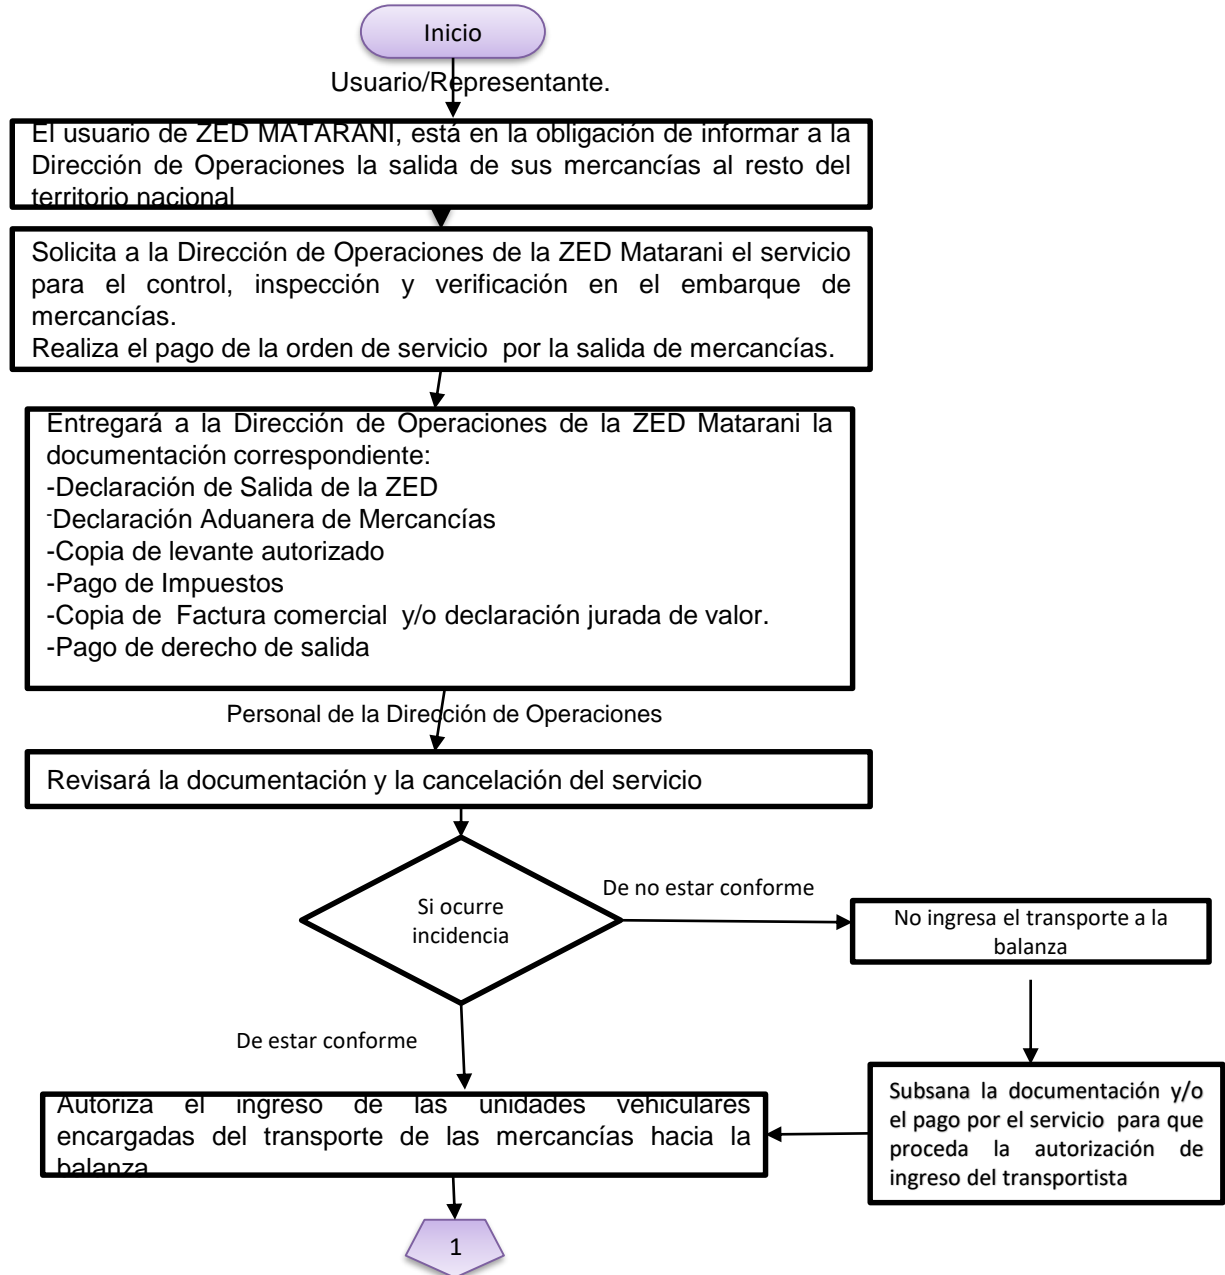 Inicio
Usuario/Representante.
El usuario de ZED MATARANI, está en la obligación de informar a la
Dirección de Operaciones la salida de sus mercancías al resto del
territorio nacional
Solicita a la Dirección de Operaciones de la ZED Matarani el servicio
para el control, inspección y verificación en el embarque de
mercancías.
Realiza el pago de la orden de servicio por la salida de mercancías.
Entregará a la Dirección de Operaciones de la ZED Matarani la
documentación correspondiente:
-Declaración de Salida de la ZED
-Declaración Aduanera de Mercancías
-Copia de levante autorizado
-Pago de Impuestos
-Copia de Factura comercial y/o declaración jurada de valor.
-Pago de derecho de salida
Personal de la Dirección de Operaciones
Revisará la documentación y la cancelación del servicio
Si ocurre
incidencia
De no estar conforme
No ingresa el transporte a la
balanza
De estar conforme
Subsana la documentación y/o
el pago por el servicio para que
proceda la autorización de
ingreso del transportista
Autoriza el ingreso de las unidades vehiculares
encargadas del transporte de las mercancías hacia la
balanza
1